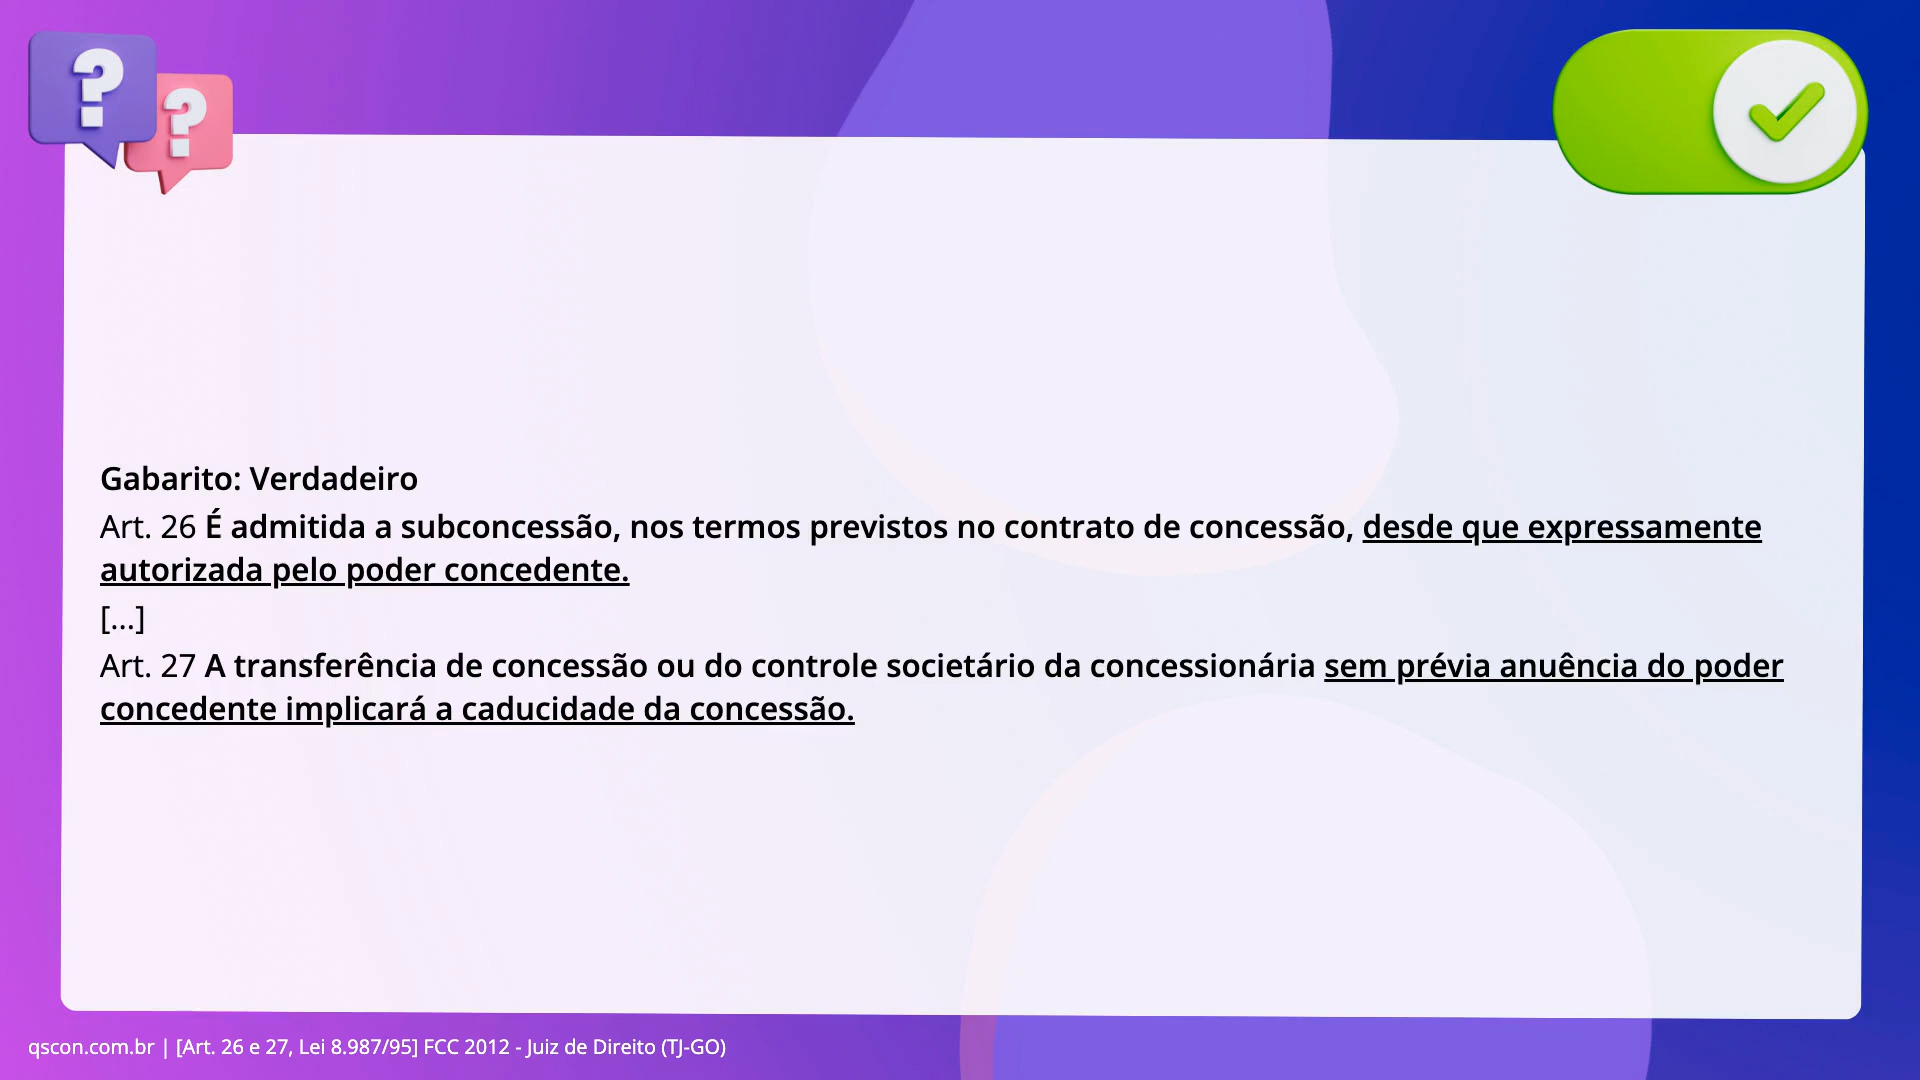 Gabarito: Verdadeiro
Art. 26 É admitida a subconcessão, nos termos previstos no contrato de concessão, desde que expressamente
autorizada pelo poder concedente.
[...]
Art. 27 A transferência de concessão ou do controle societário da concessionária sem prévia anuência do poder
concedente implicará a caducidade da concessão.
qscon.com.br | [Art. 26 e 27, Lei 8.987/95] FCC 2012 - Juiz de Direito (TJ-GO)